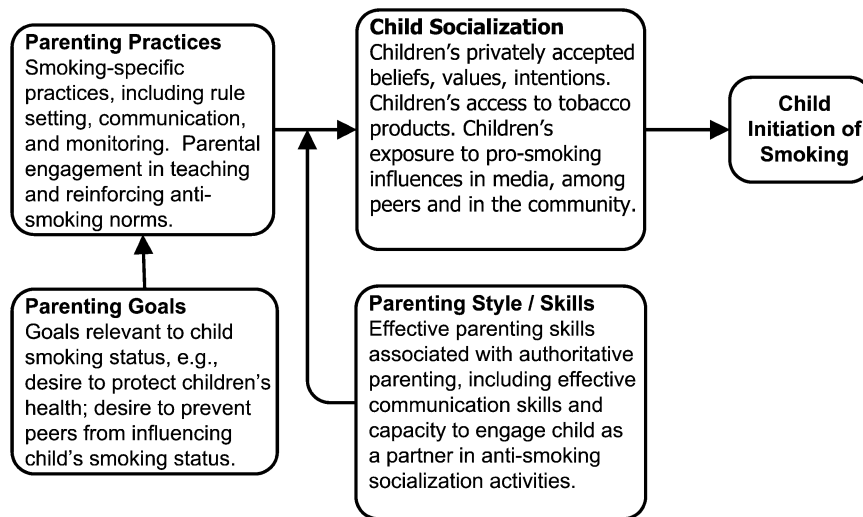 Parenting Practices
Smoking-specific
practices, including rule
setting, communication,
and monitoring.  Parental
engagement in teaching
and reinforcing anti-
smoking norms.
Child Socialization
Children’s privately accepted
beliefs, values, intentions.
Children’s access to tobacco
products. Children’s
exposure to pro-smoking
influences in media, among
peers and in the community.
Child
Initiation of
Smoking
Parenting Goals
Goals relevant to child
smoking status, e.g.,
desire to protect children’s
health; desire to prevent
peers from influencing
child’s smoking status.
Parenting Style / Skills
Effective parenting skills
associated with authoritative
parenting, including effective
communication skills and
capacity to engage child as
a partner in anti-smoking
socialization activities.